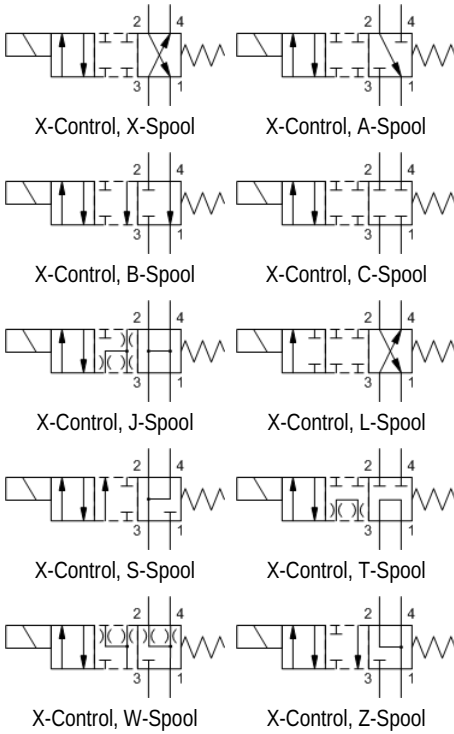 2 4 2 4
3 1 3 1
X-Control, X-Spool X-Control, A-Spool
2 4 2 4
3 1 3 1
X-Control, B-Spool X-Control, C-Spool
2 4 2 4
3 1 3 1
X-Control, J-Spool X-Control, L-Spool
2 4 2 4
3 1 3 1
X-Control, S-Spool X-Control, T-Spool
2 4 2 4
3 1 3 1
X-Control, W-Spool X-Control, Z-Spool